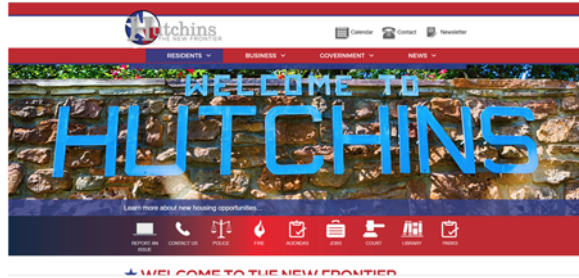 Hutchins
THE NEW FRONTIER
Calendar
Contact
Newsletter
RESIDENTS
BUSINESS
GOVERNMENT
NEWS
WELCOME TO
HUTCHINS
Learn more about new housing opportunities...
REPORT AN
ISSUE
CONTACT US
POLICE
FIRE
AGENDAS
JOBS
COURT
LIBRARY
PARKS
WELCOME TO THE NEW FRONTIER